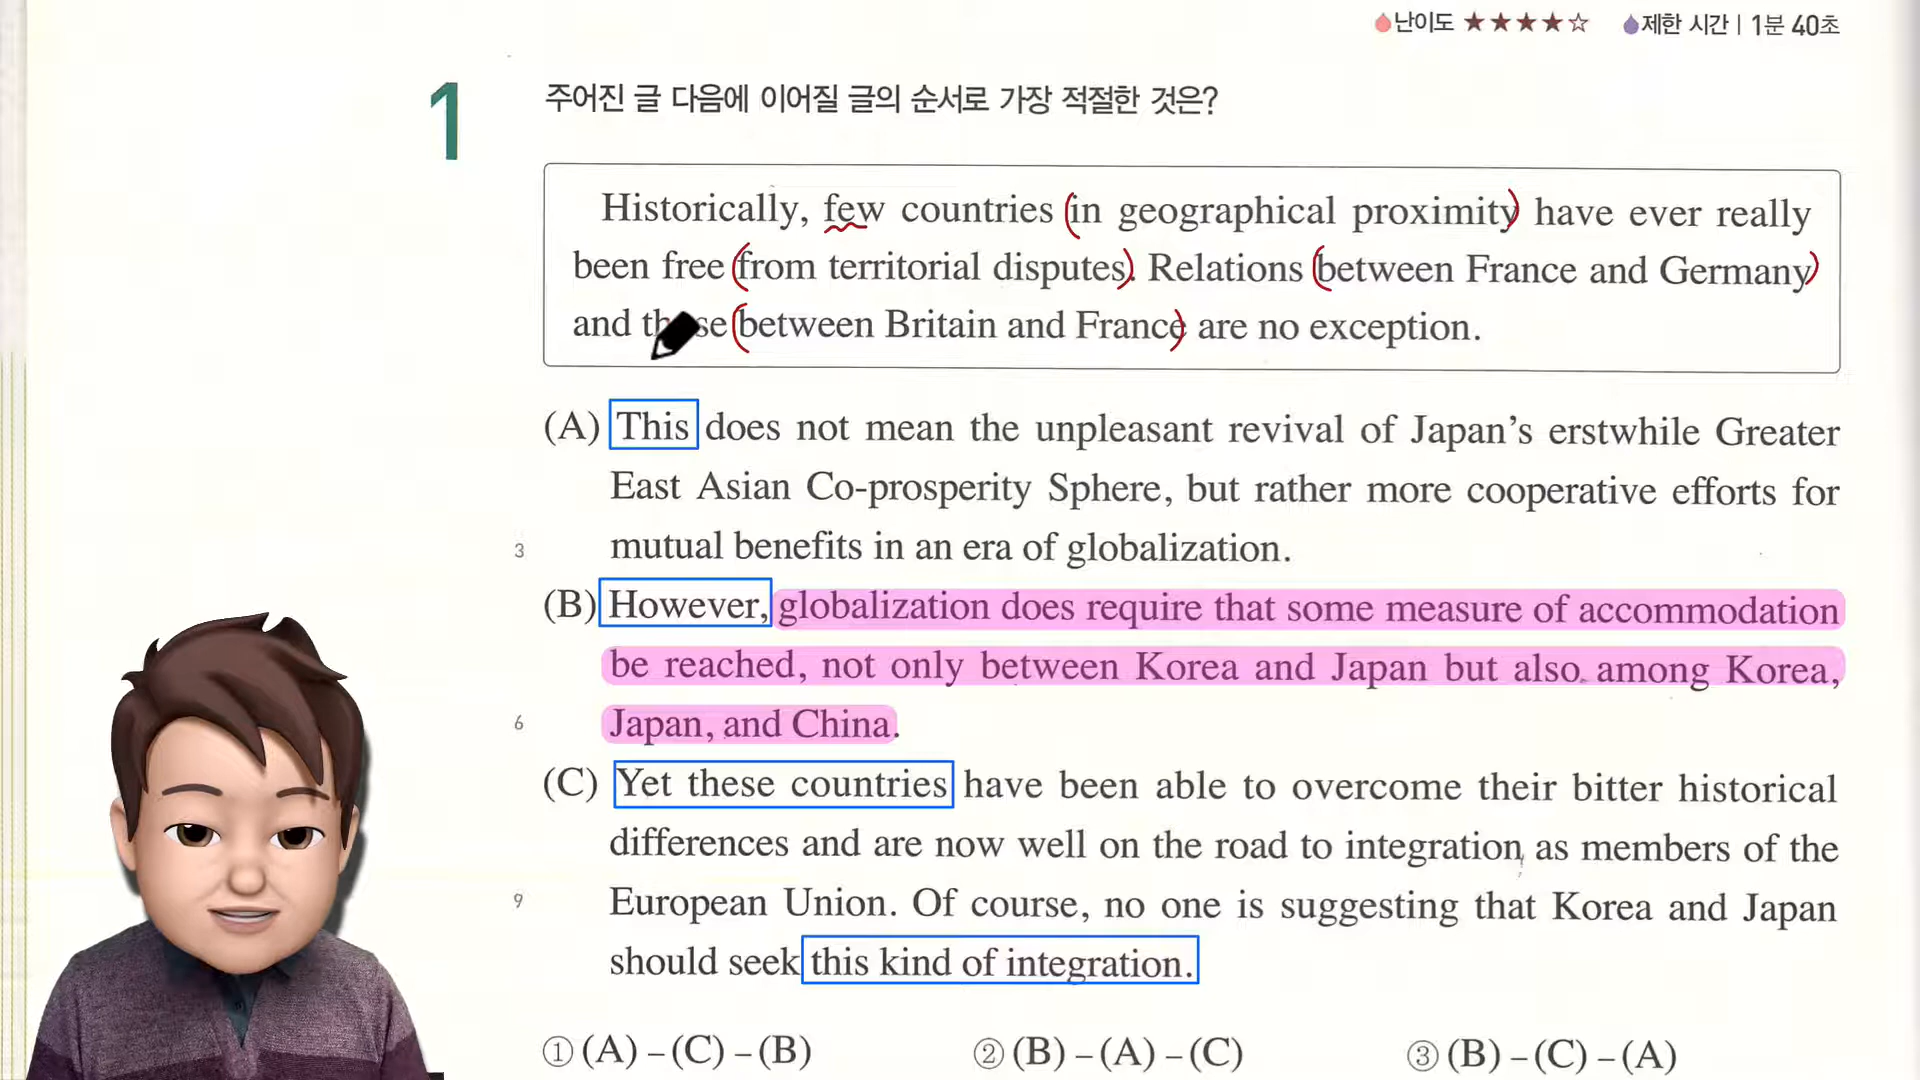 난이도 ★★★★☆ 제한 시간 | 1분 40초
1 주어진 글 다음에 이어질 글의 순서로 가장 적절한 것은?
Historically, few countries in geographical proximity have ever really
been free from territorial disputes. Relations between France and Germany
and between Britain and France are no exception.
(A) This does not mean the unpleasant revival of Japan's erstwhile Greater
East Asian Co-prosperity Sphere, but rather more cooperative efforts for
3 mutual benefits in an era of globalization.
(B) However, globalization does require that some measure of accommodation
be reached, not only between Korea and Japan but also among Korea,
6 Japan, and China.
(C) Yet these countries have been able to overcome their bitter historical
differences and are now well on the road to integration as members of the
9 European Union. Of course, no one is suggesting that Korea and Japan
should seek this kind of integration.
① (A) – (C) – (B) ② (B) – (A) – (C) ③ (B) – (C) – (A)